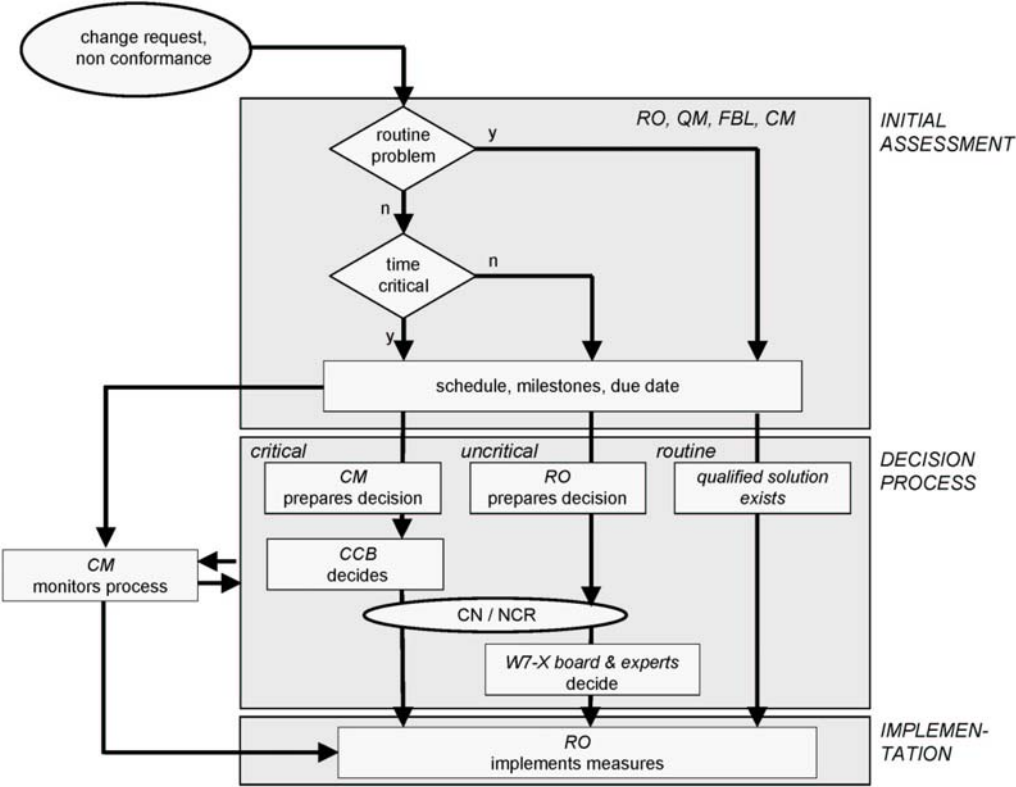 change request,
non conformance
RO, QM, FBL, CM
INITIAL
ASSESSMENT
routine
problem
y
n
time
critical
n
y
schedule, milestones, due date
critical
uncritical
routine
DECISION
PROCESS
CM
prepares decision
RO
prepares decision
qualified solution
exists
CCB
decides
CM
monitors process
CN / NCR
W7-X board & experts
decide
IMPLEMEN-
TATION
RO
implements measures